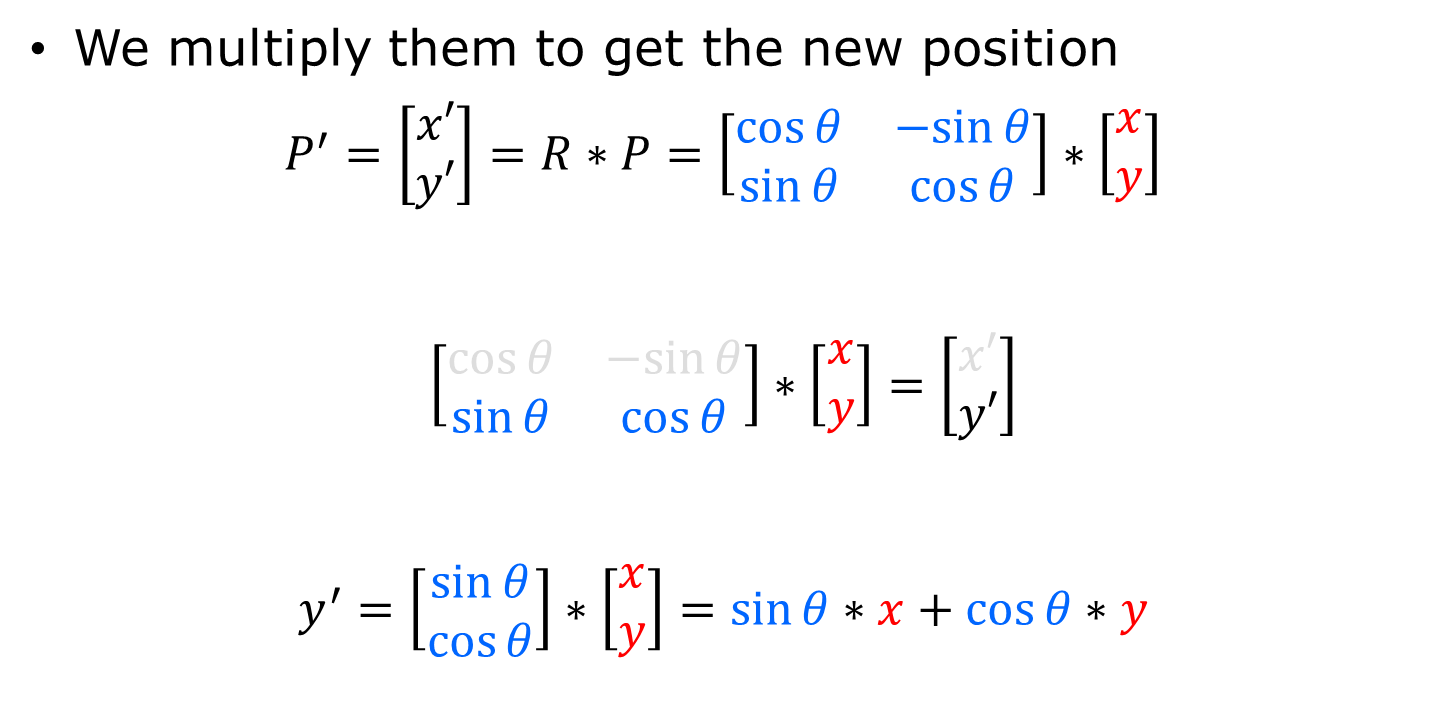 • We multiply them to get the new position
P′ = [x′ y′] = R ∗ P = [cos θ −sin θ sin θ cos θ] ∗ [x y]
[cos θ −sin θ sin θ cos θ] ∗ [x y] = [x′ y′]
y′ = [sin θ cos θ] ∗ [x y] = sin θ ∗ x + cos θ ∗ y